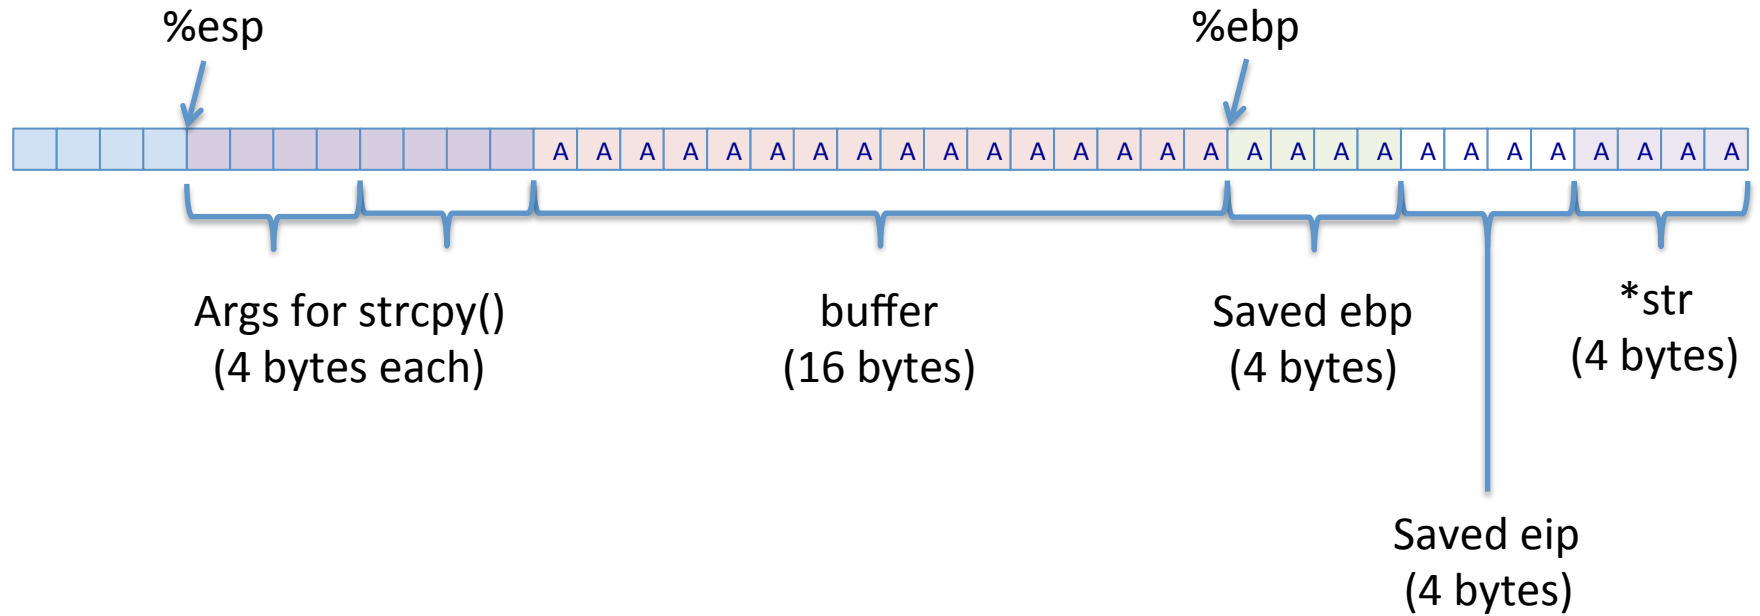 %esp %ebp
A A A A A A A A A A A A A A A A A A A A A A A A A A A A
Args for strcpy() buffer Saved ebp *str
(4 bytes each) (16 bytes) (4 bytes) (4 bytes)
Saved eip
(4 bytes)